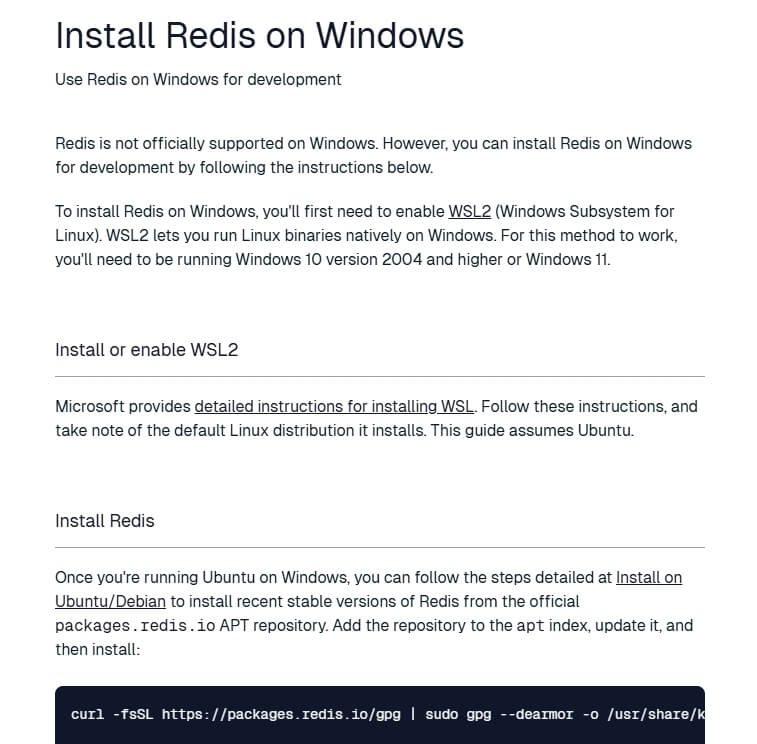 Install Redis on Windows
Use Redis on Windows for development
Redis is not officially supported on Windows. However, you can install Redis on Windows
for development by following the instructions below.
To install Redis on Windows, you'll first need to enable WSL2 (Windows Subsystem for
Linux). WSL2 lets you run Linux binaries natively on Windows. For this method to work,
you'll need to be running Windows 10 version 2004 and higher or Windows 11.
Install or enable WSL2
Microsoft provides detailed instructions for installing WSL. Follow these instructions, and
take note of the default Linux distribution it installs. This guide assumes Ubuntu.
Install Redis
Once you're running Ubuntu on Windows, you can follow the steps detailed at Install on
Ubuntu/Debian to install recent stable versions of Redis from the official
packages.redis.io APT repository. Add the repository to the apt index, update it, and
then install:
curl -fsSL https://packages.redis.io/gpg | sudo gpg --dearmor -o /usr/share/k